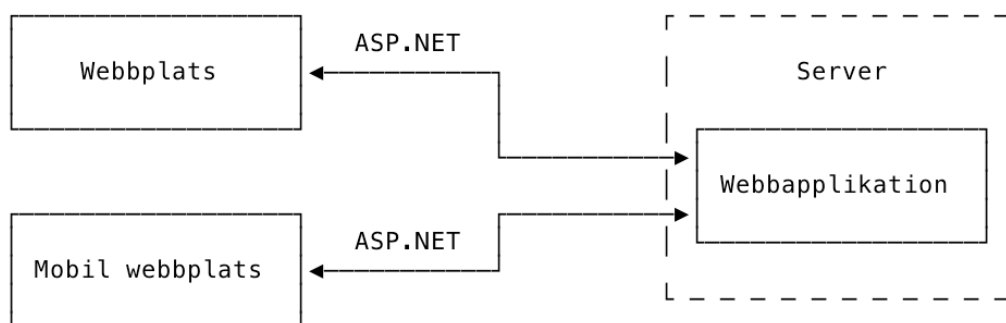 ASP.NET
Webbplats
Server
Webbapplikation
ASP.NET
Mobil webbplats